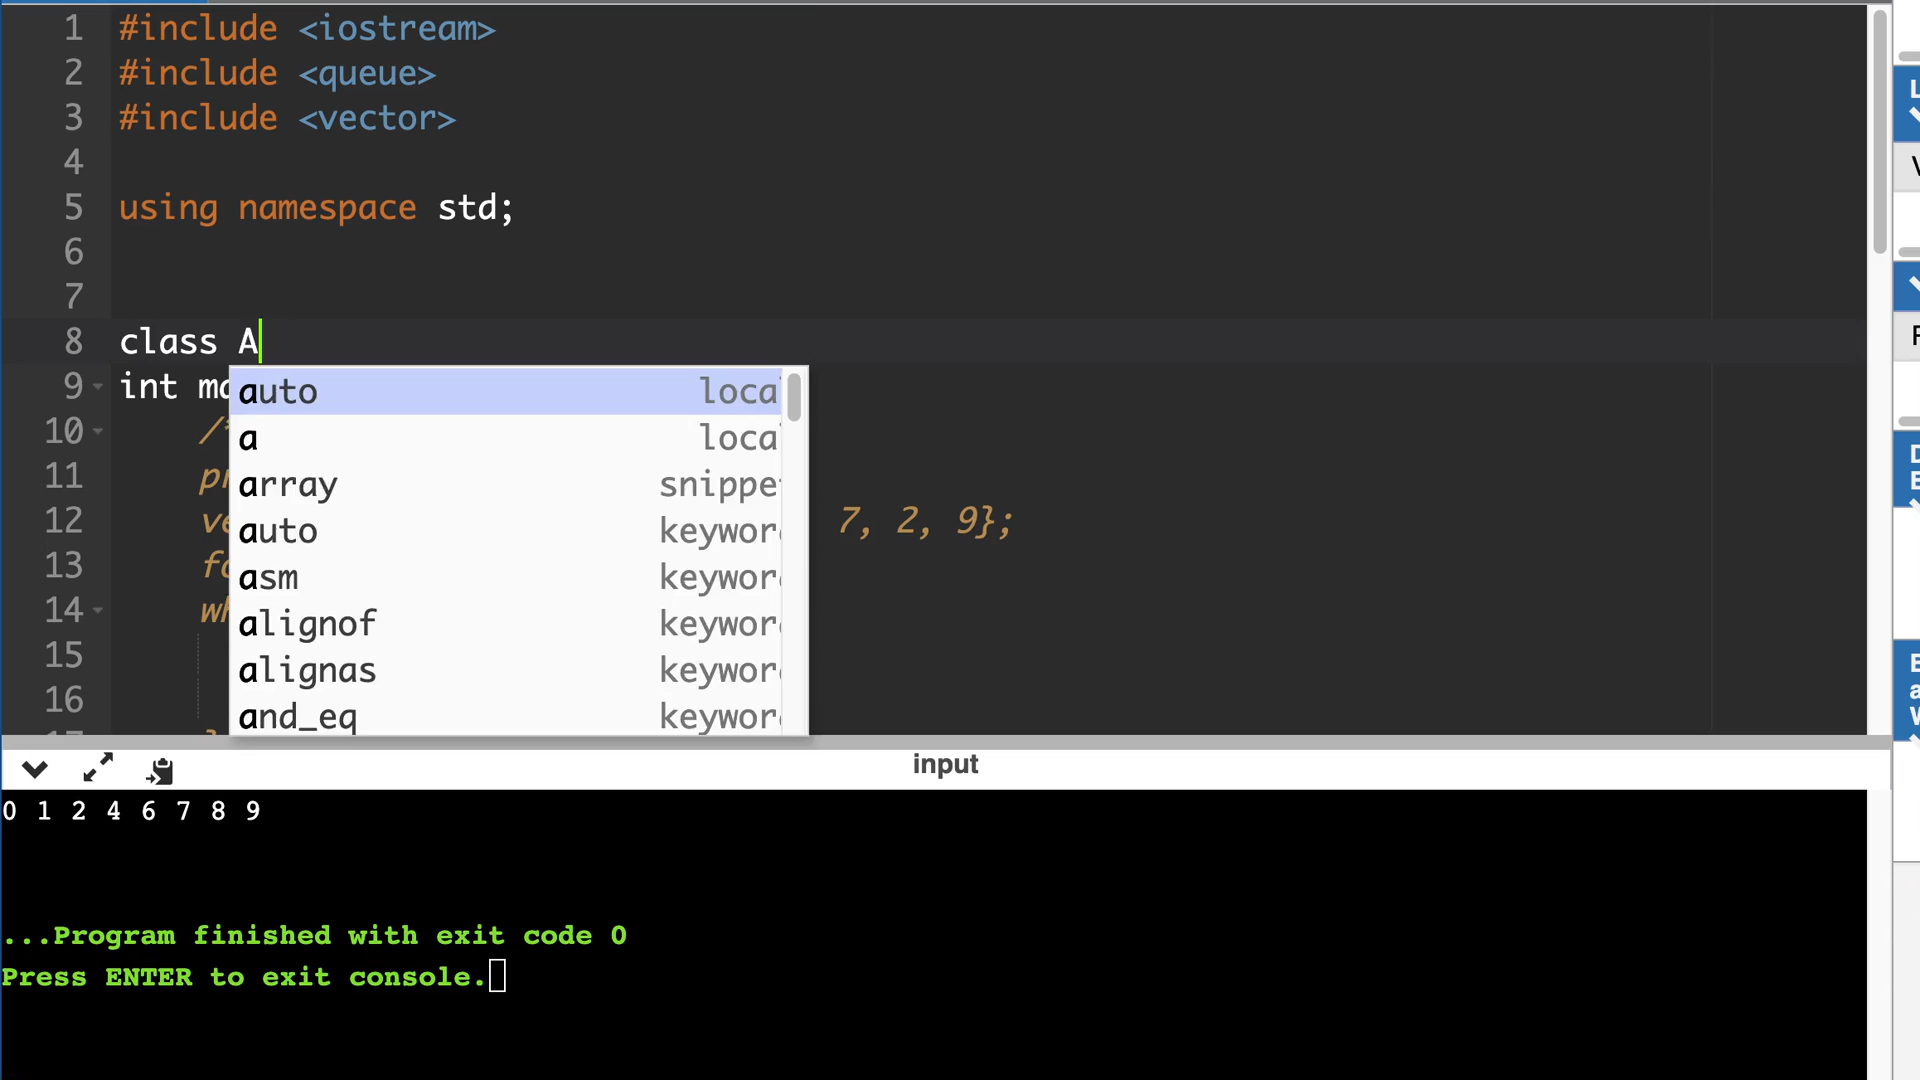 1 #include <iostream>
2 #include <queue>
3 #include <vector>
4
5 using namespace std;
6
7
8 class A
9 int ma
10 /*
11 pr
12 ve 7, 2, 9};
13 fo
14 wh
15
16
auto loca
a loca
array snippe
auto keywor
asm keywor
alignof keywor
alignas keywor
and_eq keywor
input
0 1 2 4 6 7 8 9
...Program finished with exit code 0
Press ENTER to exit console.